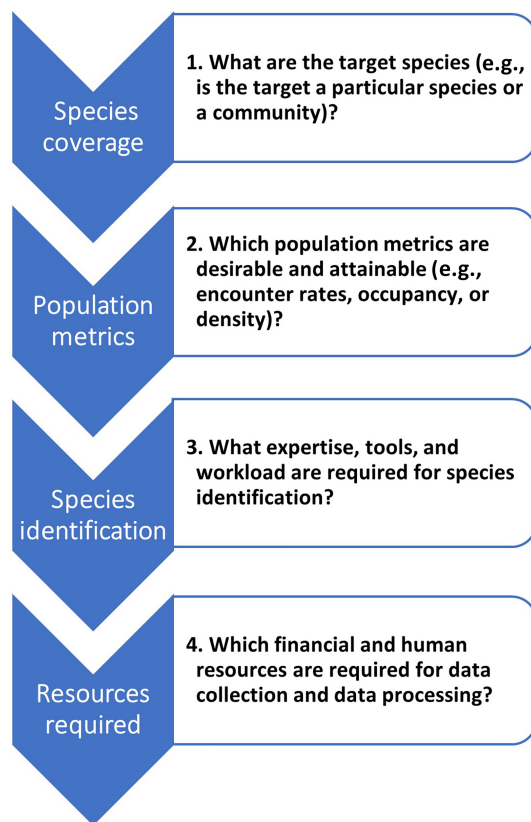 Species
coverage
1. What are the target species (e.g.,
is the target a particular species or
a community)?
Population
metrics
2. Which population metrics are
desirable and attainable (e.g.,
encounter rates, occupancy, or
density)?
Species
identification
3. What expertise, tools, and
workload are required for species
identification?
Resources
required
4. Which financial and human
resources are required for data
collection and data processing?